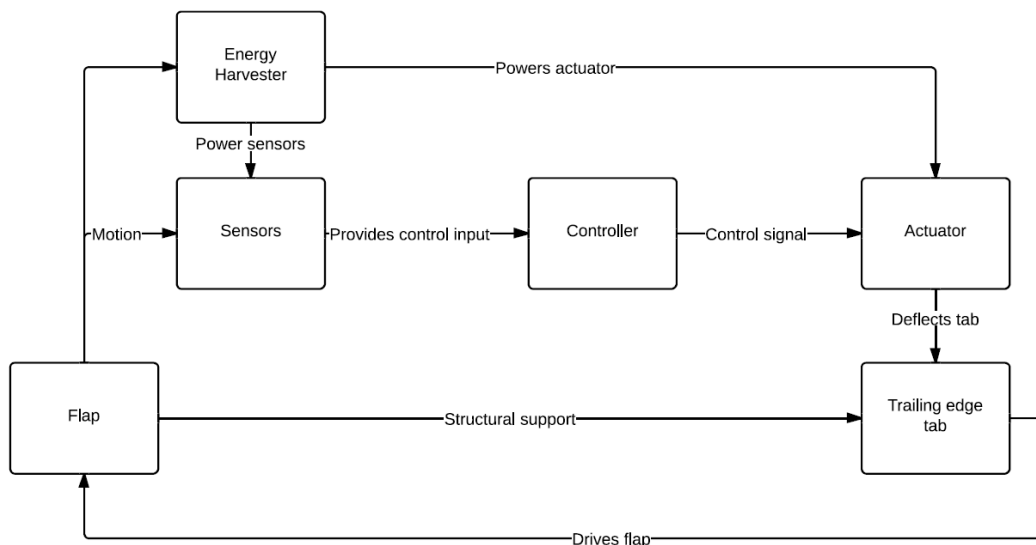 Energy
Harvester
Powers actuator
Power sensors
Motion
Sensors
Provides control input
Controller
Control signal
Actuator
Deflects tab
Flap
Structural support
Trailing edge
tab
Drives flap